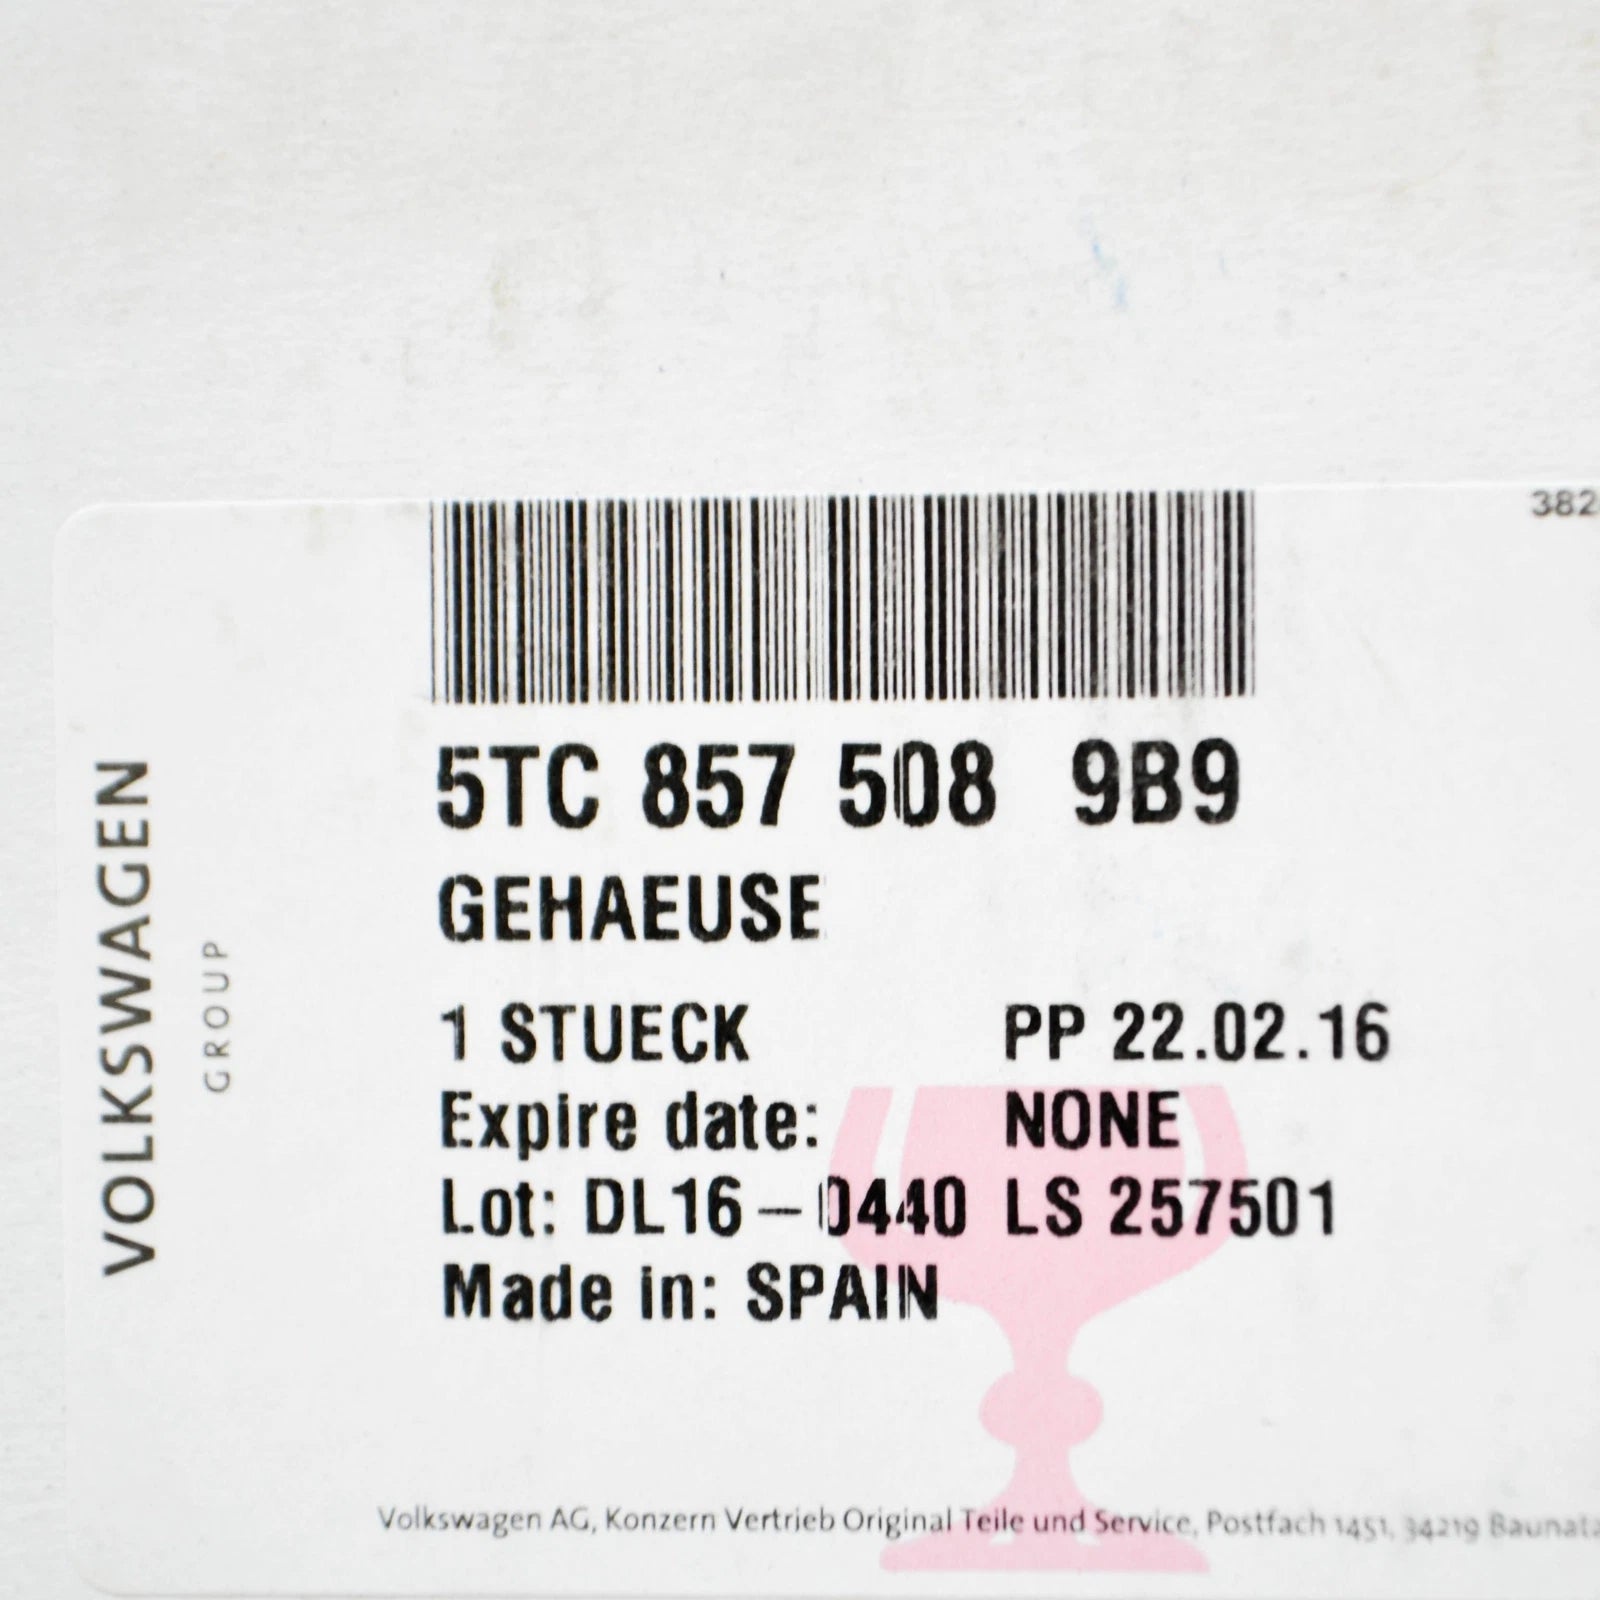 382
5TC 857 508 9B9
GEHAEUSE
1 STUECK PP 22.02.16
Expire date: NONE
Lot: DL16-0440 LS 257501
Made in: SPAIN
VOLKSWAGEN
GROUP
Volkswagen AG, Konzern Vertrieb Original Teile und Service, Postfach 1451, 34219 Baunata